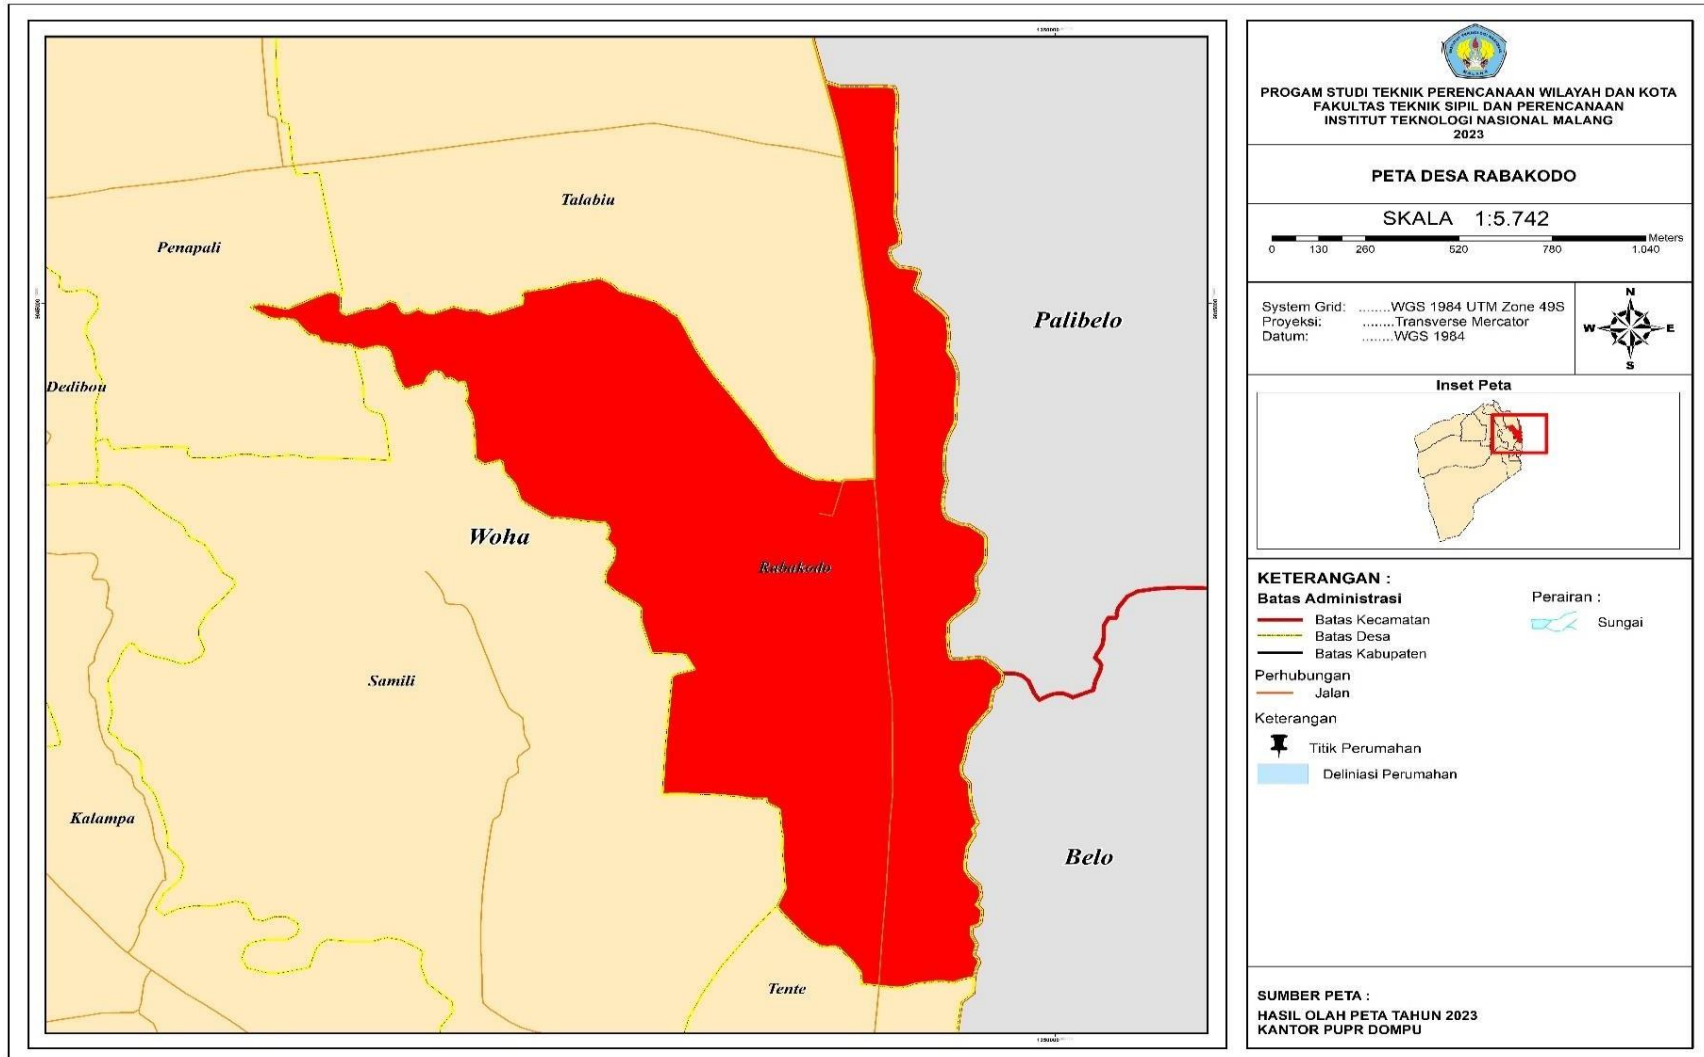 Talabiu
Penapali
Palibelo
Dedibou
Woha
Rabakodo
Samili
Kalampa
Belo
Tente
PROGAM STUDI TEKNIK PERENCANAAN WILAYAH DAN KOTA
FAKULTAS TEKNIK SIPIL DAN PERENCANAAN
INSTITUT TEKNOLOGI NASIONAL MALANG
2023
PETA DESA RABAKODO
SKALA 1:5.742
Meters
0 130 260 520 780 1.040
System Grid: ........WGS 1984 UTM Zone 49S
Proyeksi: ........Transverse Mercator
Datum: ........WGS 1984
N
W E
S
Inset Peta
KETERANGAN :
Batas Administrasi
Batas Kecamatan
Batas Desa
Batas Kabupaten
Perhubungan
Jalan
Keterangan
Titik Perumahan
Deliniasi Perumahan
Perairan :
Sungai
SUMBER PETA :
HASIL OLAH PETA TAHUN 2023
KANTOR PUPR DOMPU